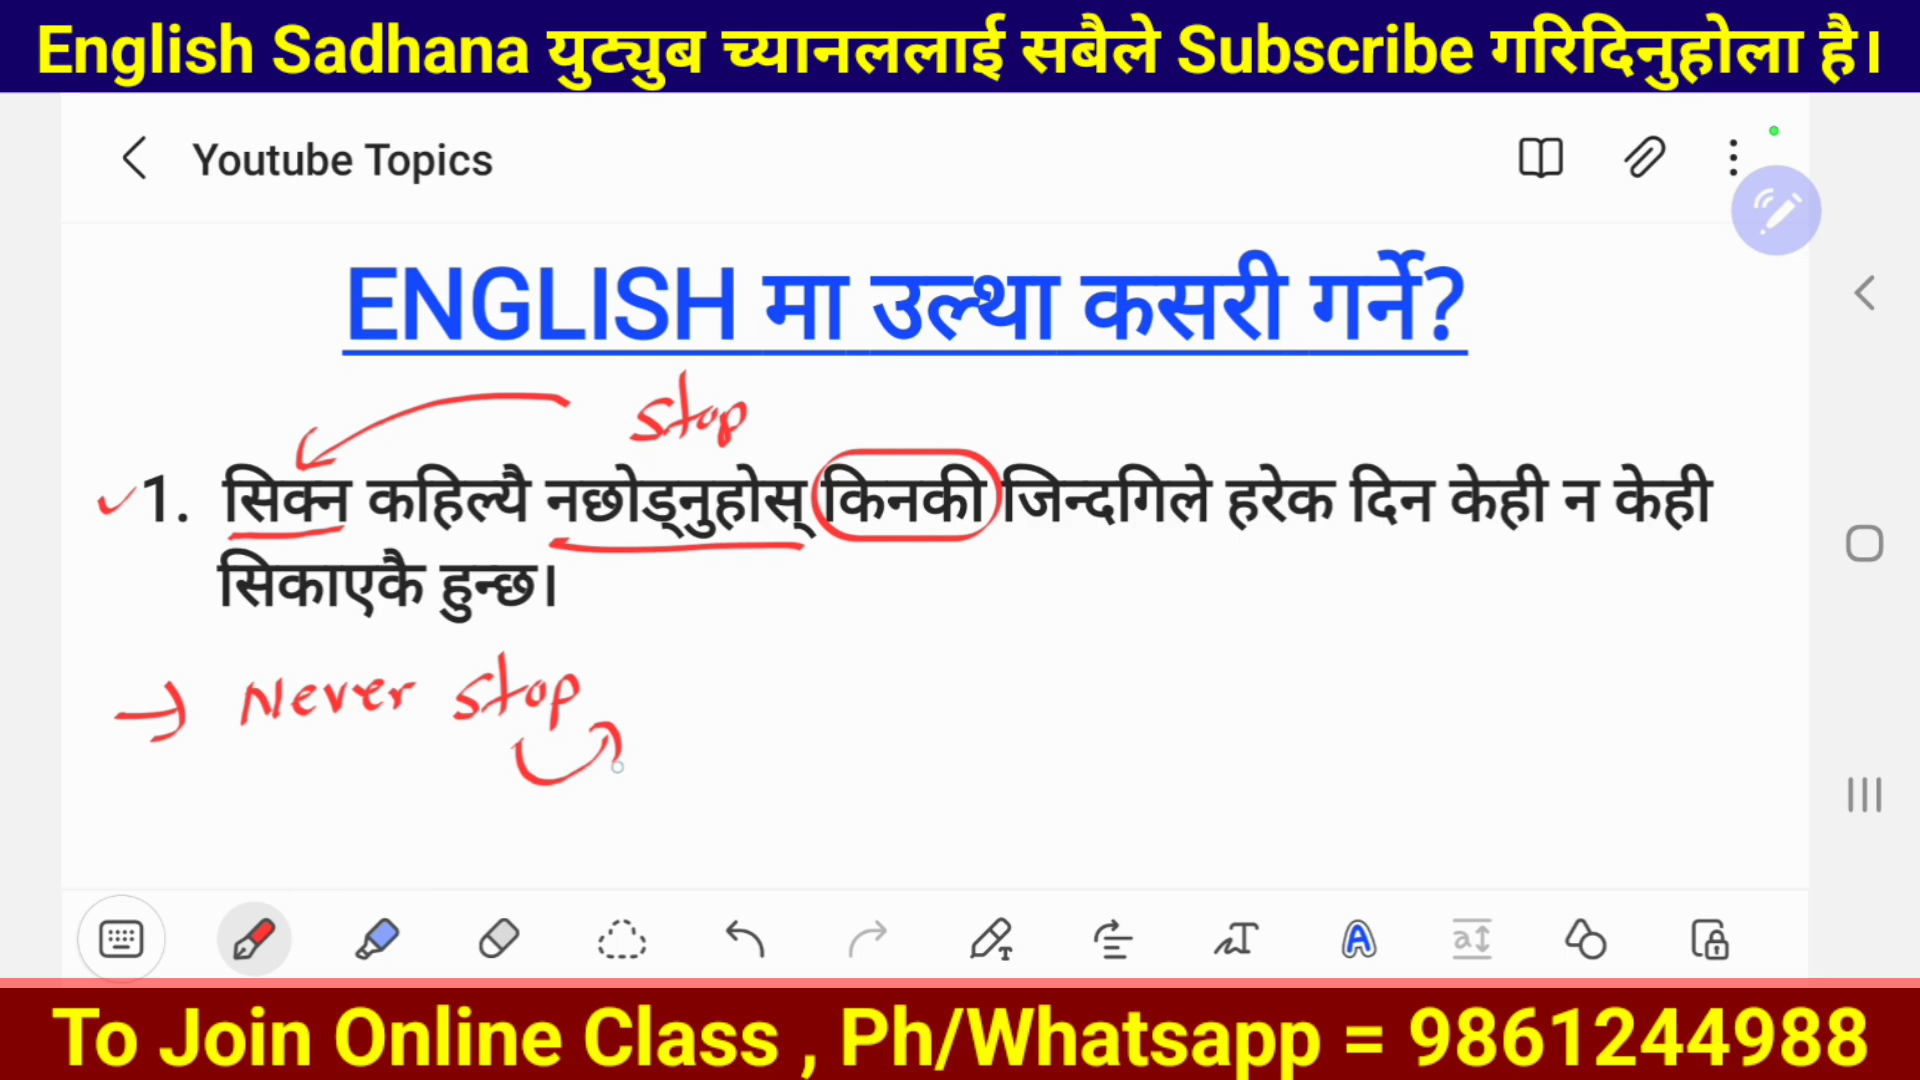 English Sadhana युट्युब च्यानललाई सबैले Subscribe गरिदिनुहोला है।
Youtube Topics
ENGLISH मा उल्था कसरी गर्ने?
stop
1. सिक्न कहिल्यै नछोड्नुहोस् किनकी जिन्दगिले हरेक दिन केही न केही
सिकाएकै हुन्छ।
→ Never stop
To Join Online Class , Ph/Whatsapp = 9861244988